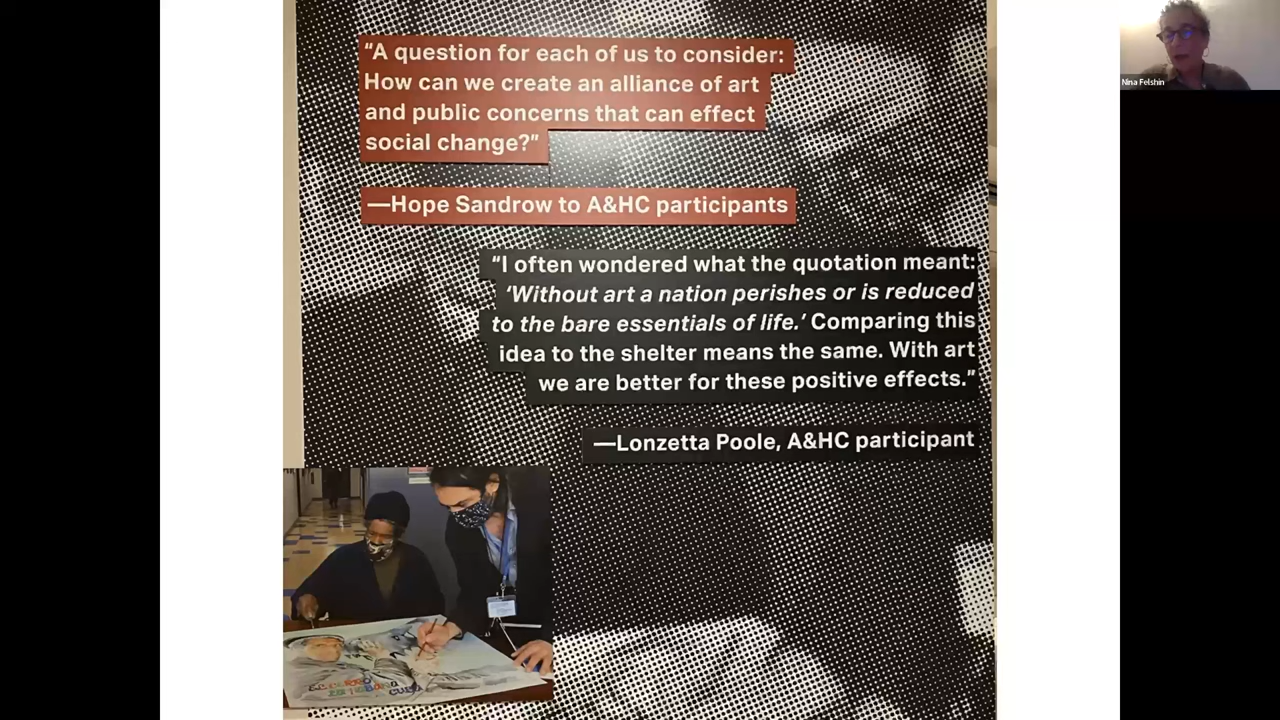 “A question for each of us to consider:
How can we create an alliance of art
and public concerns that can effect
social change?”
—Hope Sandrow to A&HC participants
“I often wondered what the quotation meant:
‘Without art a nation perishes or is reduced
to the bare essentials of life.’ Comparing this
idea to the shelter means the same. With art
we are better for these positive effects.”
—Lonzetta Poole, A&HC participant
EL CERRO
CUBA
Nina Felshin